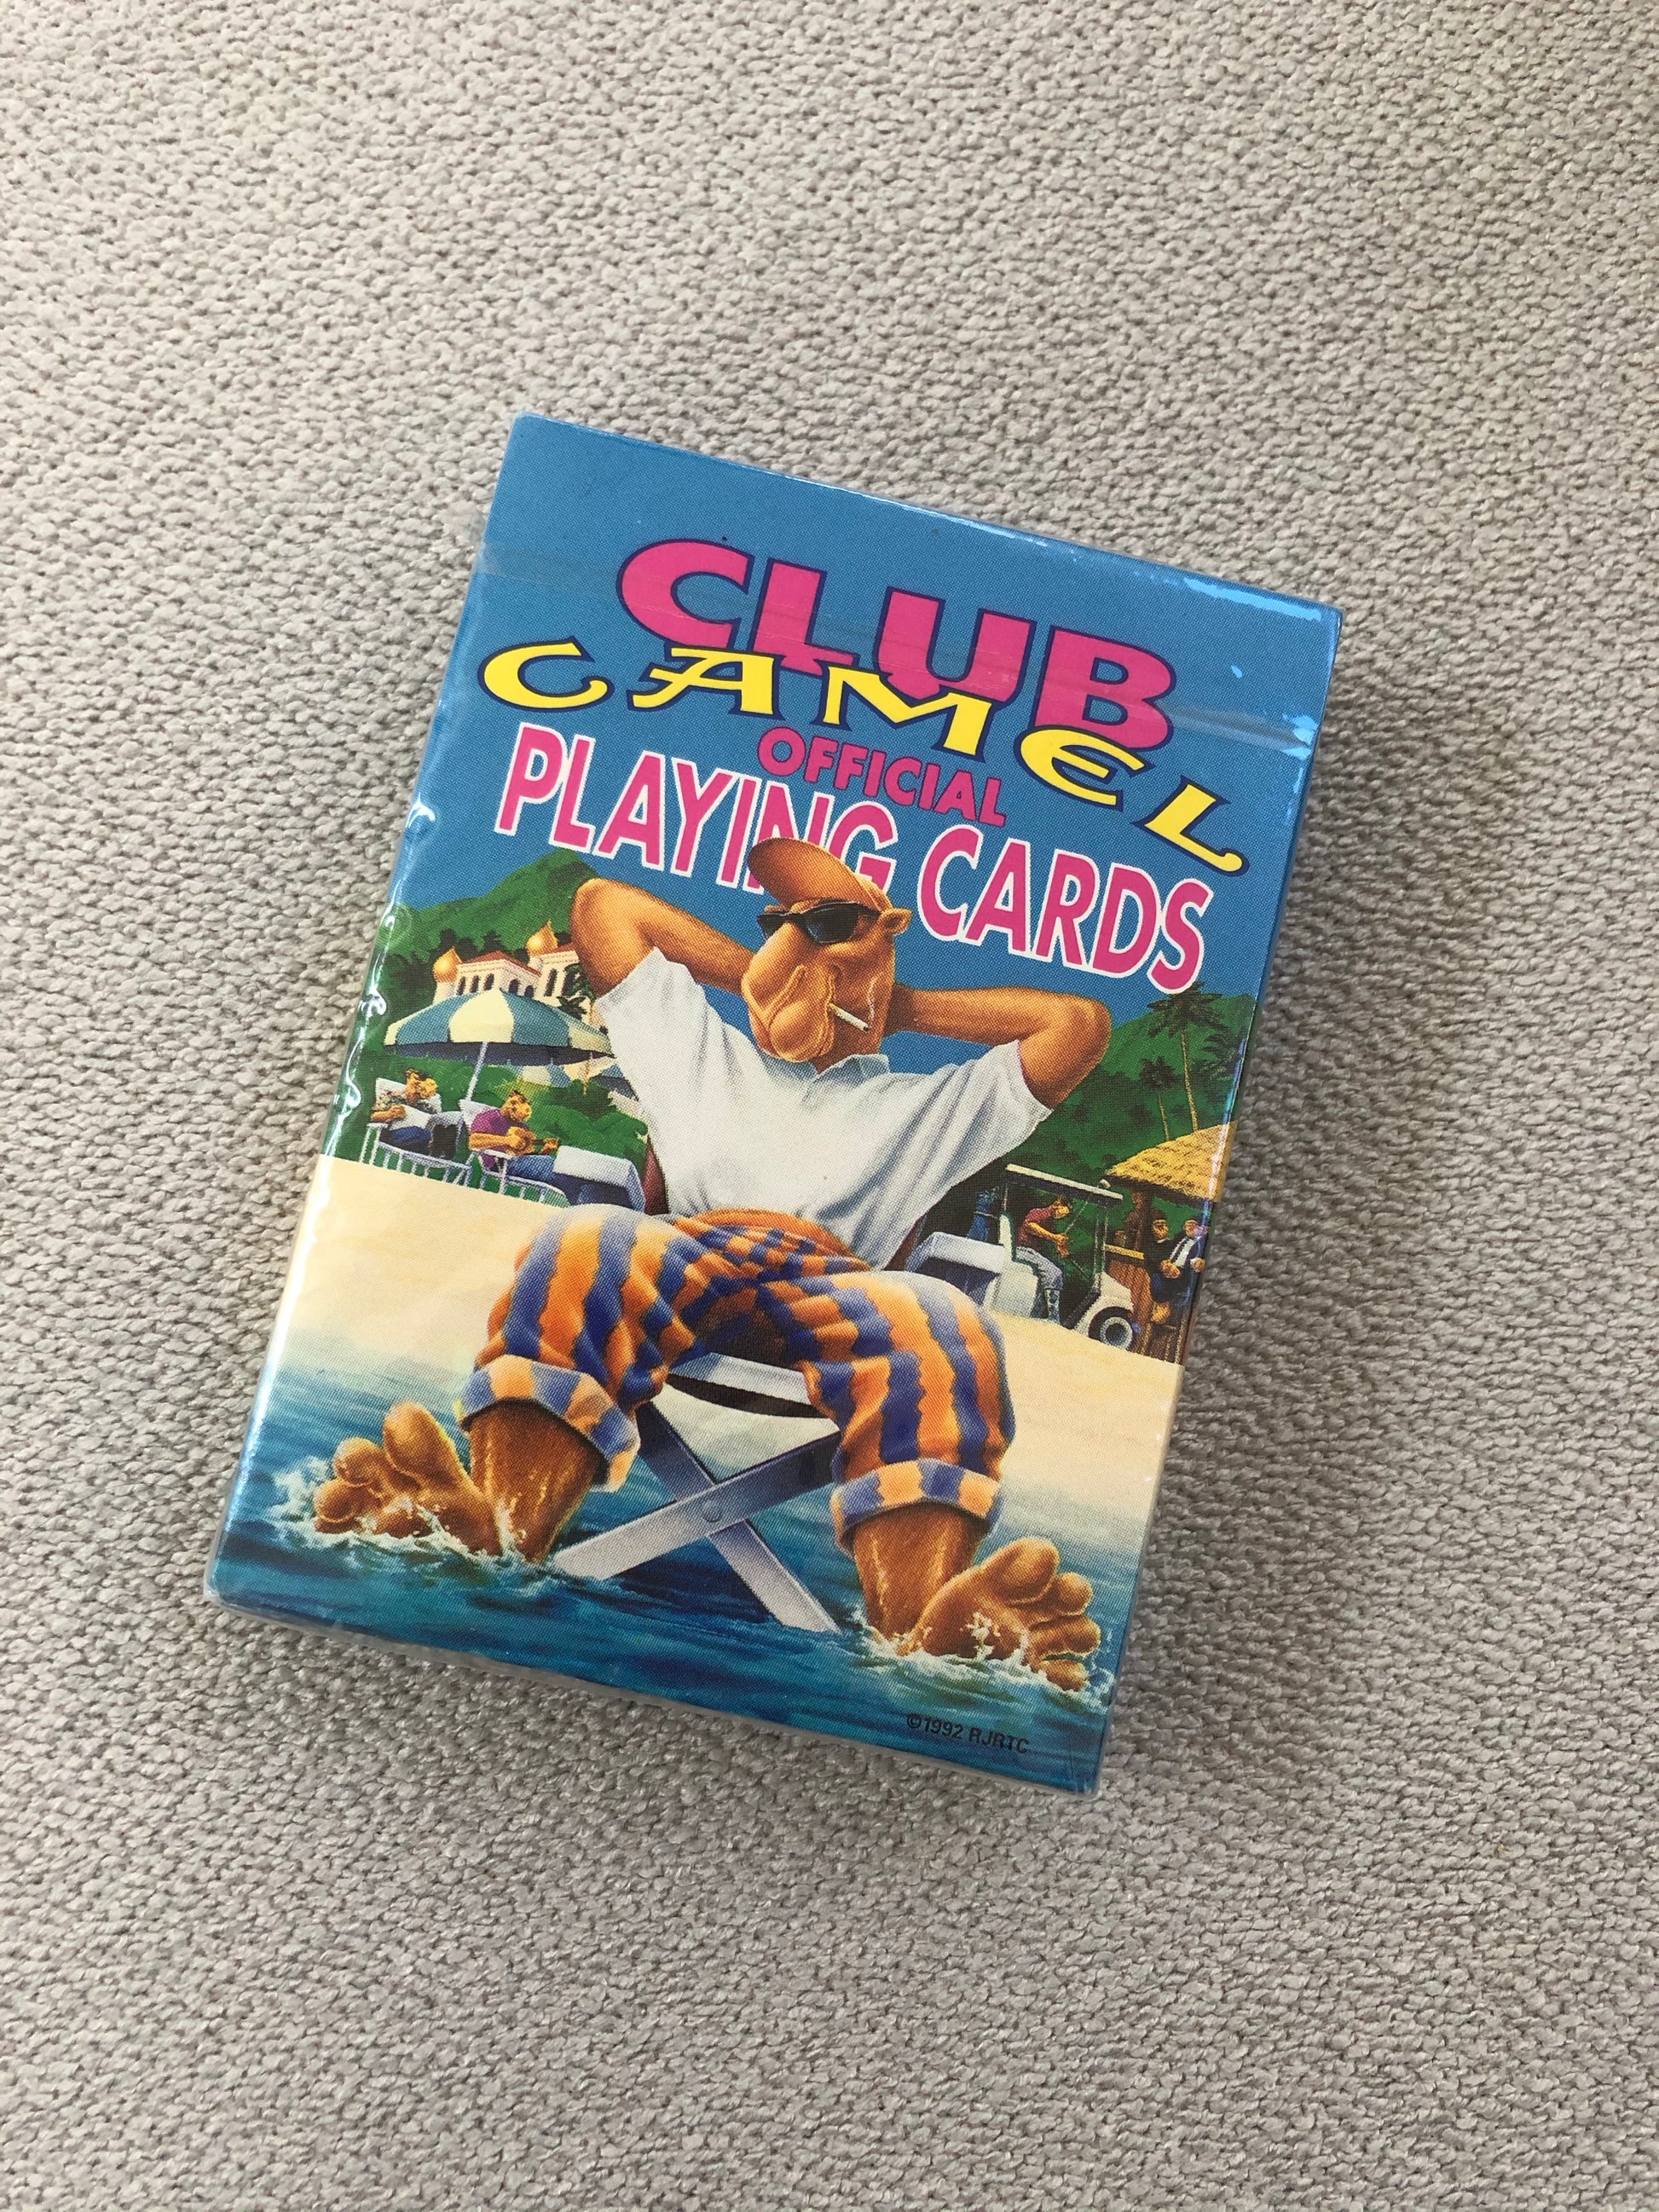 CLUB
CAMEL
OFFICIAL
PLAYING CARDS
©1992 RJRTC